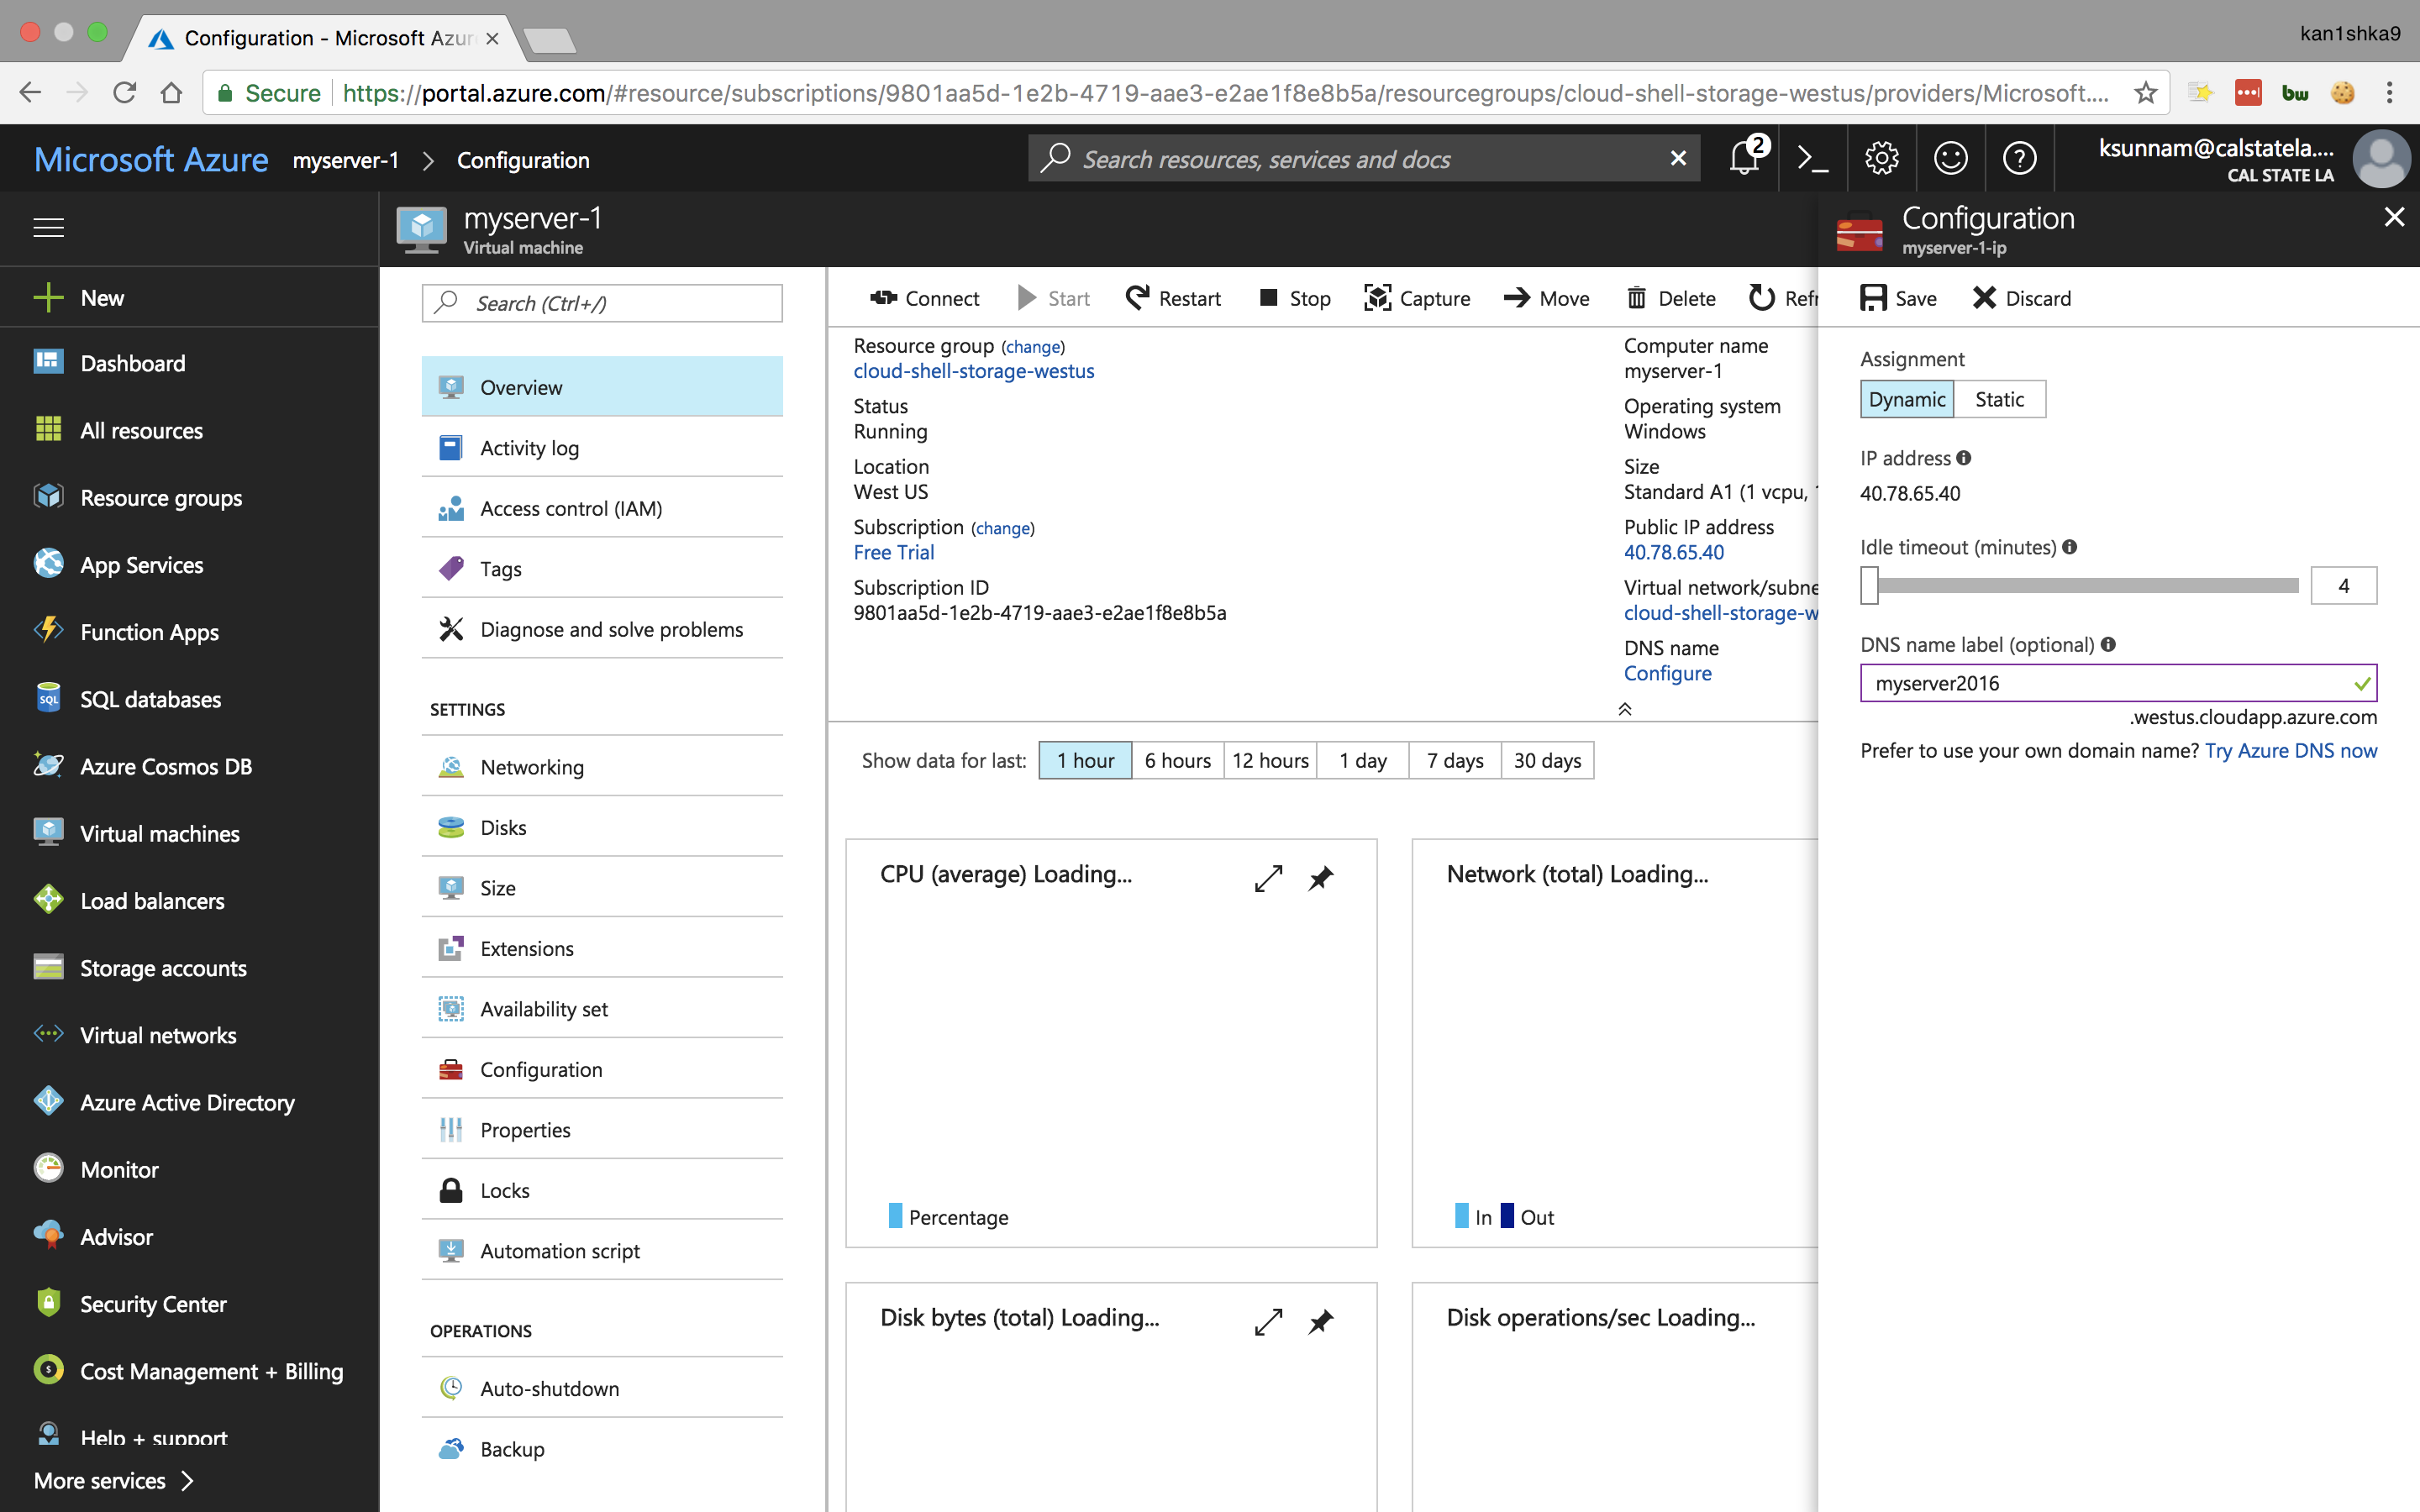 Configuration - Microsoft Azur
kan1shka9
Secure https://portal.azure.com/#resource/subscriptions/9801aa5d-1e2b-4719-aae3-e2ae1f8e8b5a/resourcegroups/cloud-shell-storage-westus/providers/Microsoft....
bw
Microsoft Azure myserver-1 > Configuration
Search resources, services and docs
2
ksunnam@calstatela....
CAL STATE LA
myserver-1
Virtual machine
Configuration
myserver-1-ip
New
Dashboard
All resources
Resource groups
App Services
Function Apps
SQL databases
Azure Cosmos DB
Virtual machines
Load balancers
Storage accounts
Virtual networks
Azure Active Directory
Monitor
Advisor
Security Center
Cost Management + Billing
Help + support
More services >
Search (Ctrl+/)
Overview
Activity log
Access control (IAM)
Tags
Diagnose and solve problems
SETTINGS
Networking
Disks
Size
Extensions
Availability set
Configuration
Properties
Locks
Automation script
OPERATIONS
Auto-shutdown
Backup
Connect Start Restart Stop Capture Move Delete Refr
Resource group (change)
cloud-shell-storage-westus
Status
Running
Location
West US
Subscription (change)
Free Trial
Subscription ID
9801aa5d-1e2b-4719-aae3-e2ae1f8e8b5a
Computer name
myserver-1
Operating system
Windows
Size
Standard A1 (1 vcpu, 1
Public IP address
40.78.65.40
Virtual network/subne
cloud-shell-storage-w
DNS name
Configure
Show data for last: 1 hour 6 hours 12 hours 1 day 7 days 30 days
CPU (average) Loading...
Percentage
Network (total) Loading...
In Out
Disk bytes (total) Loading...
Disk operations/sec Loading...
Save Discard
Assignment
Dynamic Static
IP address
40.78.65.40
Idle timeout (minutes)
4
DNS name label (optional)
myserver2016
.westus.cloudapp.azure.com
Prefer to use your own domain name? Try Azure DNS now